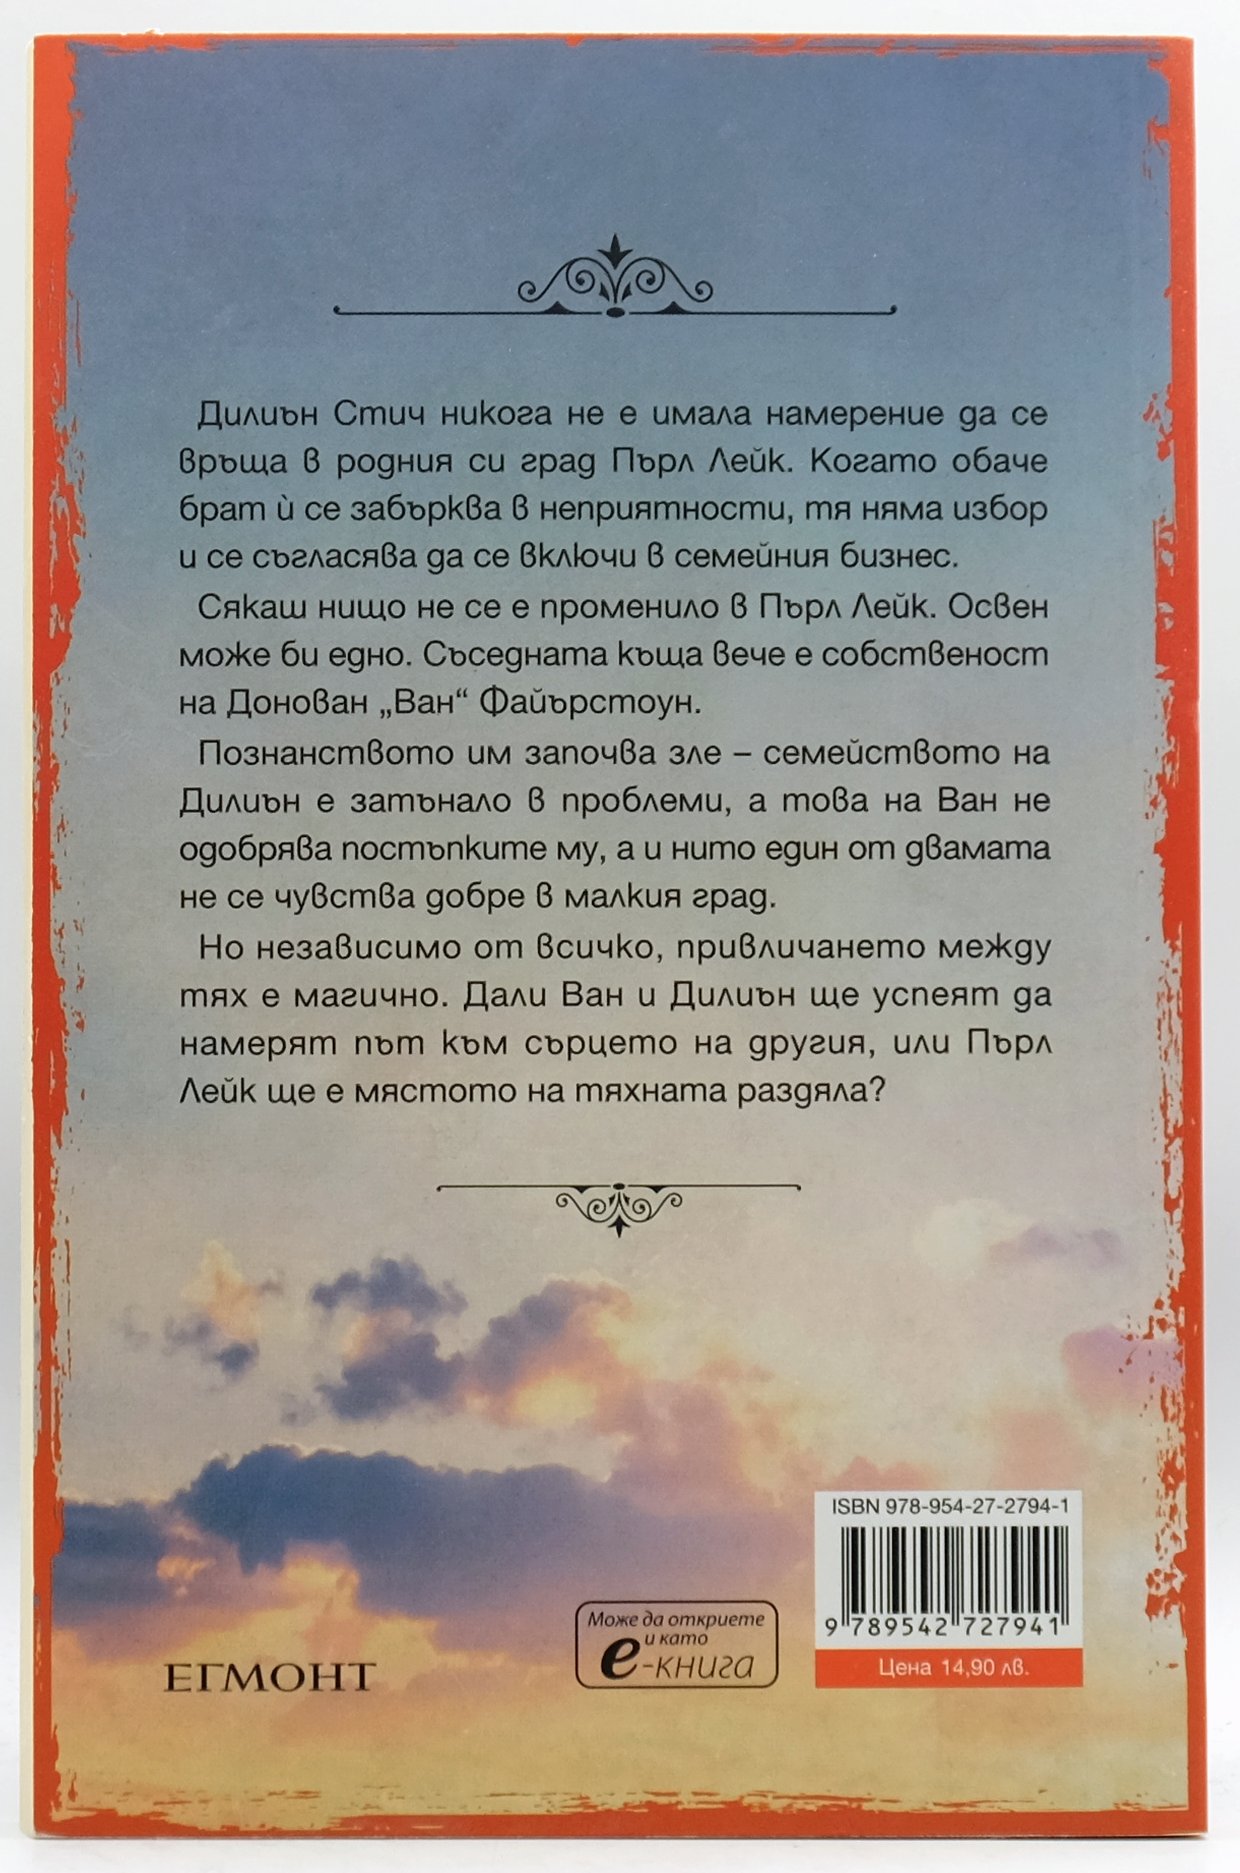 Дилиън Стич никога не е имала намерение да се
връща в родния си град Пърл Лейк. Когато обаче
брат ѝ се забърква в неприятности, тя няма избор
и се съгласява да се включи в семейния бизнес.
Сякаш нищо не се е променило в Пърл Лейк. Освен
може би едно. Съседната къща вече е собственост
на Донован „Ван“ Файърстоун.
Познанството им започва зле – семейството на
Дилиън е затънало в проблеми, а това на Ван не
одобрява постъпките му, а и нито един от двамата
не се чувства добре в малкия град.
Но независимо от всичко, привличането между
тях е магично. Дали Ван и Дилиън ще успеят да
намерят път към сърцето на другия, или Пърл
Лейк ще е мястото на тяхната раздяла?
ISBN 978-954-27-2794-1
9 789542 727941
Цена 14,90 лв.
Може да откриете
и като
е-книга
ЕГМОНТ